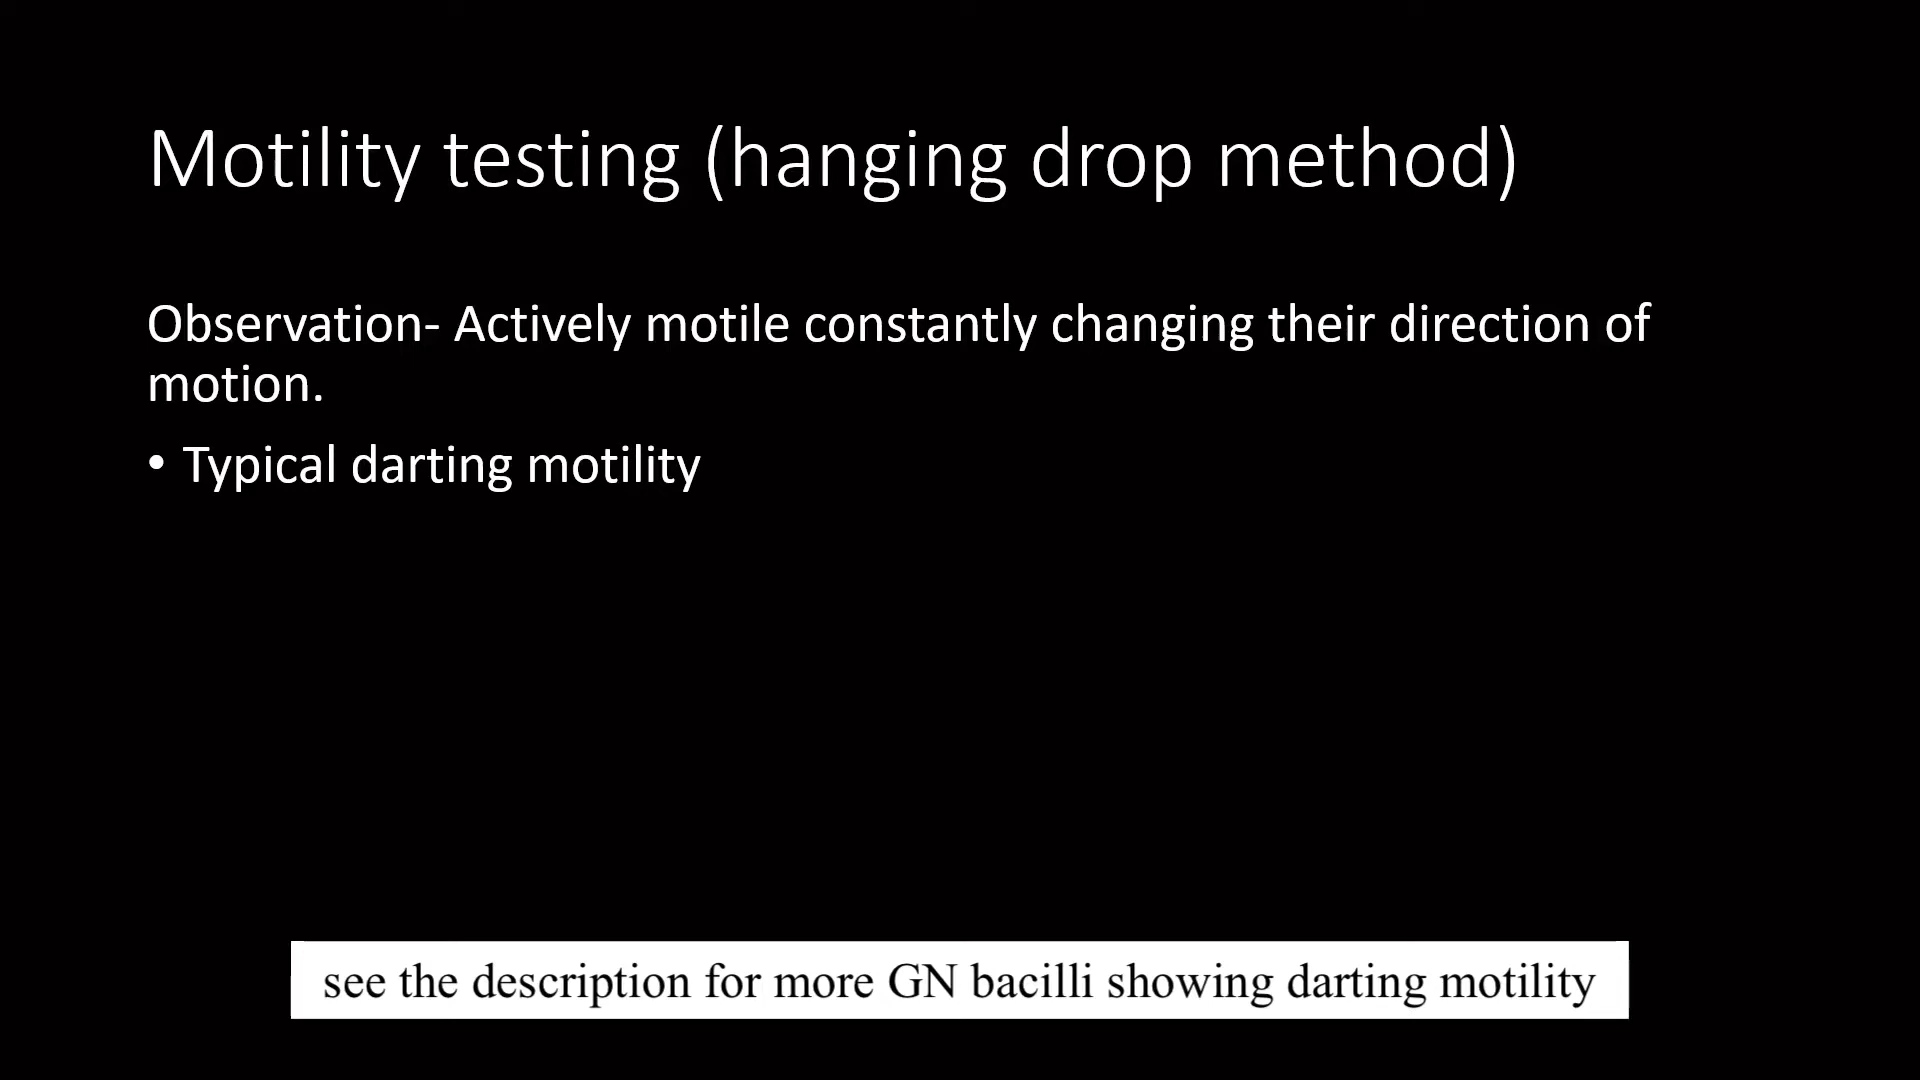 Motility testing (hanging drop method)
Observation- Actively motile constantly changing their direction of
motion.
• Typical darting motility
see the description for more GN bacilli showing darting motility